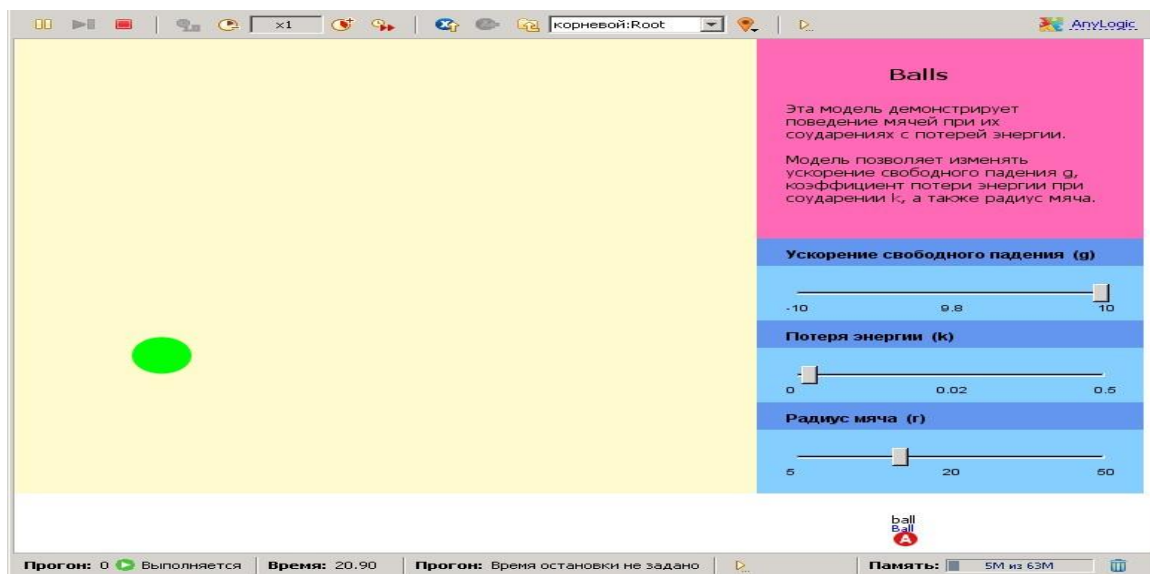 x1
корневой:Root
AnyLogic
Balls
Эта модель демонстрирует
поведение мячей при их
соударениях с потерей энергии.
Модель позволяет изменять
ускорение свободного падения g,
коэффициент потери энергии при
соударении k, а также радиус мяча.
Ускорение свободного падения (g)
-10 9.8 10
Потеря энергии (k)
0 0.02 0.5
Радиус мяча (r)
5 20 50
ball
Ball
A
Прогон: 0 Выполняется Время: 20.90 Прогон: Время остановки не задано Память: 5M из 63M